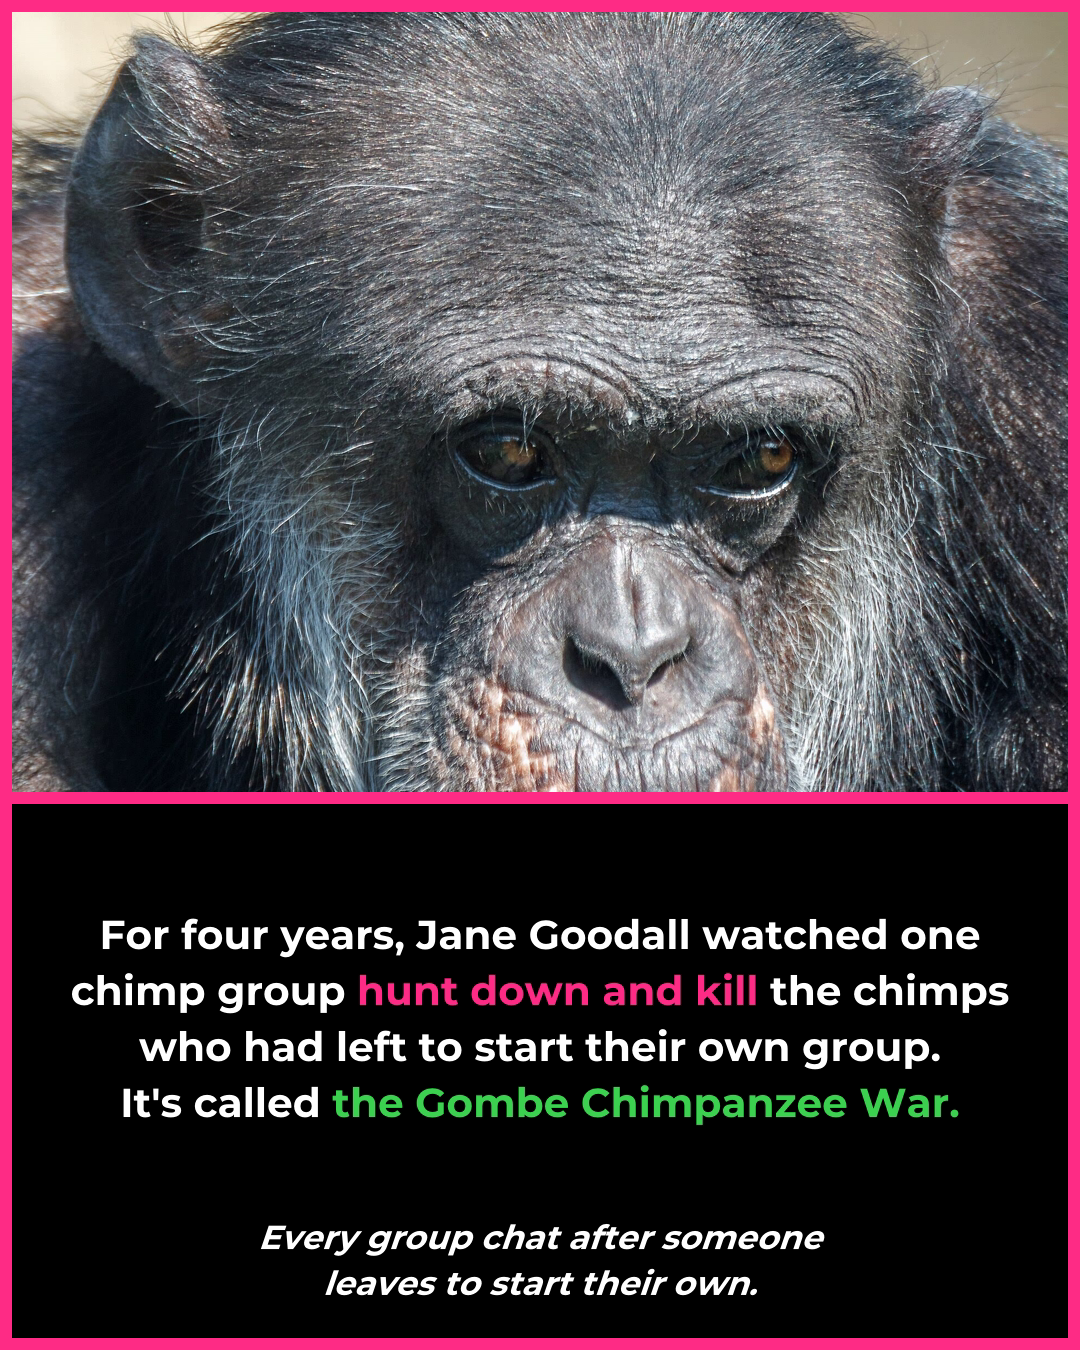 For four years, Jane Goodall watched one
chimp group hunt down and kill the chimps
who had left to start their own group.
It's called the Gombe Chimpanzee War.
Every group chat after someone
leaves to start their own.